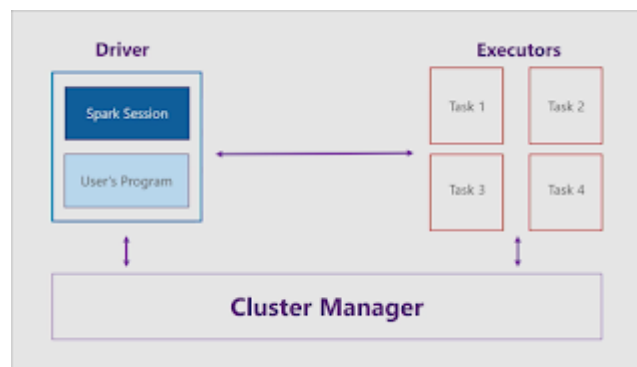 Driver
Executors
Spark Session
User's Program
Task 1
Task 2
Task 3
Task 4
Cluster Manager